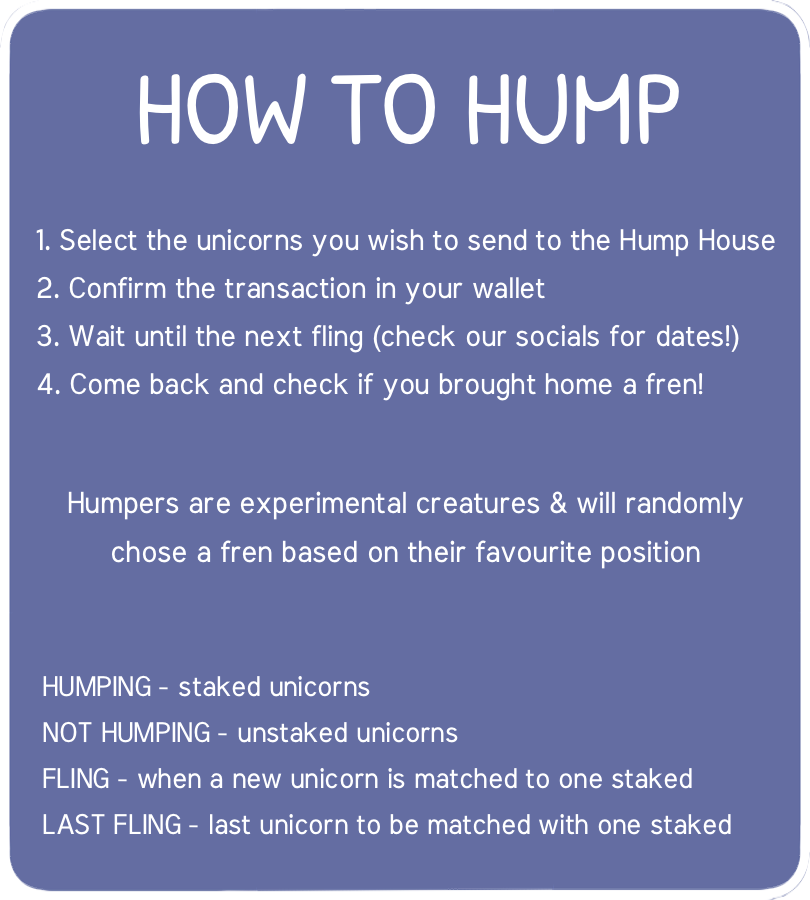 HOW TO HUMP
1. Select the unicorns you wish to send to the Hump House
2. Confirm the transaction in your wallet
3. Wait until the next fling (check our socials for dates!)
4. Come back and check if you brought home a fren!
Humpers are experimental creatures & will randomly
chose a fren based on their favourite position
HUMPING - staked unicorns
NOT HUMPING - unstaked unicorns
FLING - when a new unicorn is matched to one staked
LAST FLING - last unicorn to be matched with one staked